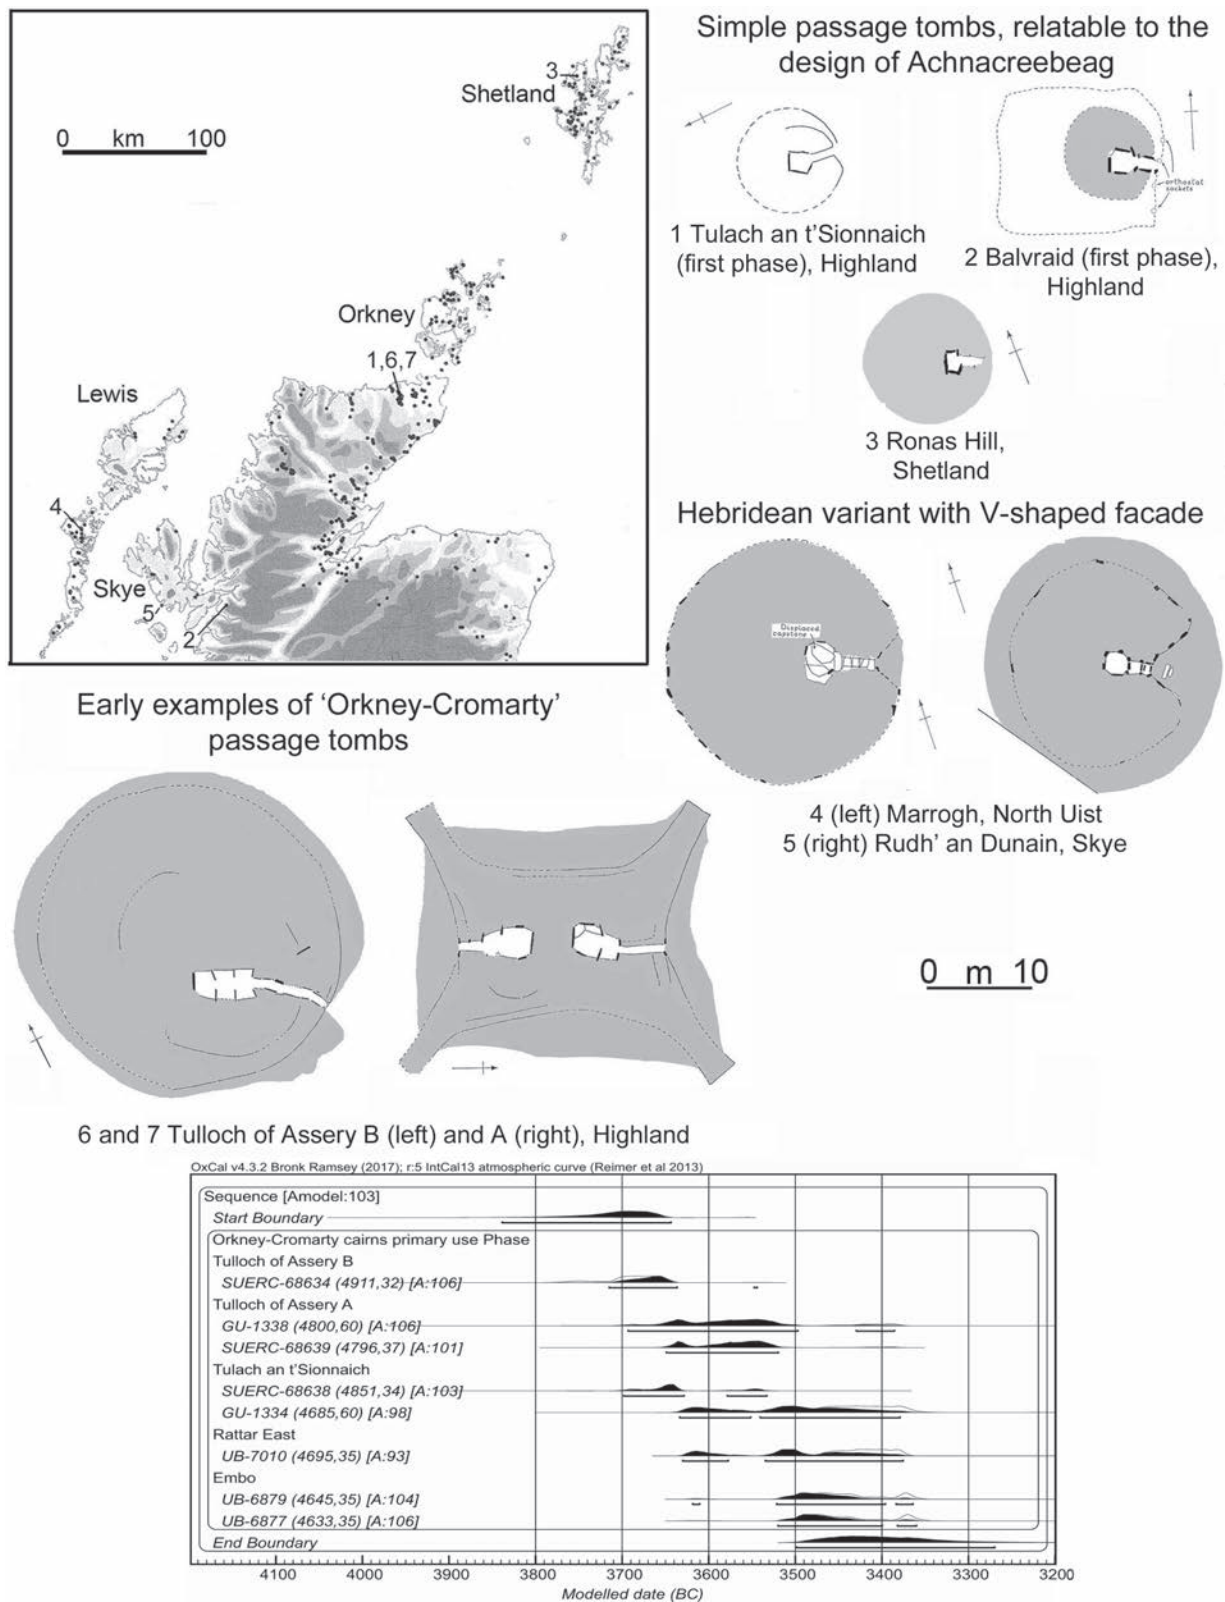 3
Shetland
0 km 100
Orkney
1,6,7
Lewis
4
Skye
5
2
Simple passage tombs, relatable to the
design of Achnacreebeag
orthostat
sockets
1 Tulach an t'Sionnaich
(first phase), Highland
2 Balvraid (first phase),
Highland
3 Ronas Hill,
Shetland
Hebridean variant with V-shaped facade
Displaced
capstone
4 (left) Marrogh, North Uist
5 (right) Rudh' an Dunain, Skye
Early examples of 'Orkney-Cromarty'
passage tombs
0 m 10
6 and 7 Tulloch of Assery B (left) and A (right), Highland
OxCal v4.3.2 Bronk Ramsey (2017); r:5 IntCal13 atmospheric curve (Reimer et al 2013)
Sequence [Amodel:103]
Start Boundary
Orkney-Cromarty cairns primary use Phase
Tulloch of Assery B
SUERC-68634 (4911,32) [A:106]
Tulloch of Assery A
GU-1338 (4800,60) [A:106]
SUERC-68639 (4796,37) [A:101]
Tulach an t'Sionnaich
SUERC-68638 (4851,34) [A:103]
GU-1334 (4685,60) [A:98]
Rattar East
UB-7010 (4695,35) [A:93]
Embo
UB-6879 (4645,35) [A:104]
UB-6877 (4633,35) [A:106]
End Boundary
4100 4000 3900 3800 3700 3600 3500 3400 3300 3200
Modelled date (BC)